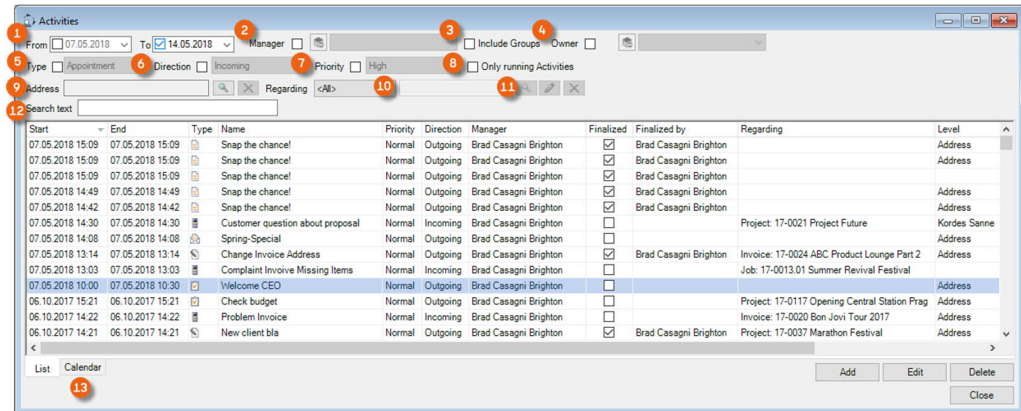 Activities
1 2 3 4
From 07.05.2018 To 14.05.2018 Manager Include Groups Owner
5 6 7 8
Type Appointment Direction Incoming Priority High Only running Activities
9 10 11
Address Regarding <All>
12
Search text
Start End Type Name Priority Direction Manager Finalized Finalized by Regarding Level
07.05.2018 15:09 07.05.2018 15:09 Snap the chance! Normal Outgoing Brad Casagni Brighton Brad Casagni Brighton Address
07.05.2018 15:09 07.05.2018 15:09 Snap the chance! Normal Outgoing Brad Casagni Brighton Brad Casagni Brighton
07.05.2018 15:09 07.05.2018 15:09 Snap the chance! Normal Outgoing Brad Casagni Brighton Brad Casagni Brighton
07.05.2018 14:49 07.05.2018 14:49 Snap the chance! Normal Outgoing Brad Casagni Brighton Brad Casagni Brighton Address
07.05.2018 14:42 07.05.2018 14:42 Snap the chance! Normal Outgoing Brad Casagni Brighton Brad Casagni Brighton Address
07.05.2018 14:30 07.05.2018 14:30 Customer question about proposal Normal Incoming Brad Casagni Brighton Project: 17-0021 Project Future Kordes Sanne
07.05.2018 14:08 07.05.2018 14:08 Spring-Special Normal Outgoing Brad Casagni Brighton Address
07.05.2018 13:14 07.05.2018 13:14 Change Invoice Address Normal Outgoing Brad Casagni Brighton Brad Casagni Brighton Invoice: 17-0024 ABC Product Lounge Part 2 Address
07.05.2018 13:03 07.05.2018 13:03 Complaint Invoive Missing Items Normal Incoming Brad Casagni Brighton Job: 17-0013.01 Summer Revival Festival
07.05.2018 10:00 07.05.2018 10:30 Welcome CEO Normal Outgoing Brad Casagni Brighton Address
06.10.2017 15:21 06.10.2017 15:21 Check budget Normal Outgoing Brad Casagni Brighton Project: 17-0117 Opening Central Station Prag Address
06.10.2017 14:22 06.10.2017 14:22 Problem Invoice Normal Incoming Brad Casagni Brighton Invoice: 17-0020 Bon Jovi Tour 2017 Address
06.10.2017 14:21 06.10.2017 14:21 New client bla Normal Outgoing Brad Casagni Brighton Brad Casagni Brighton Project: 17-0037 Marathon Festival Address
List Calendar Add Edit Delete
13
Close